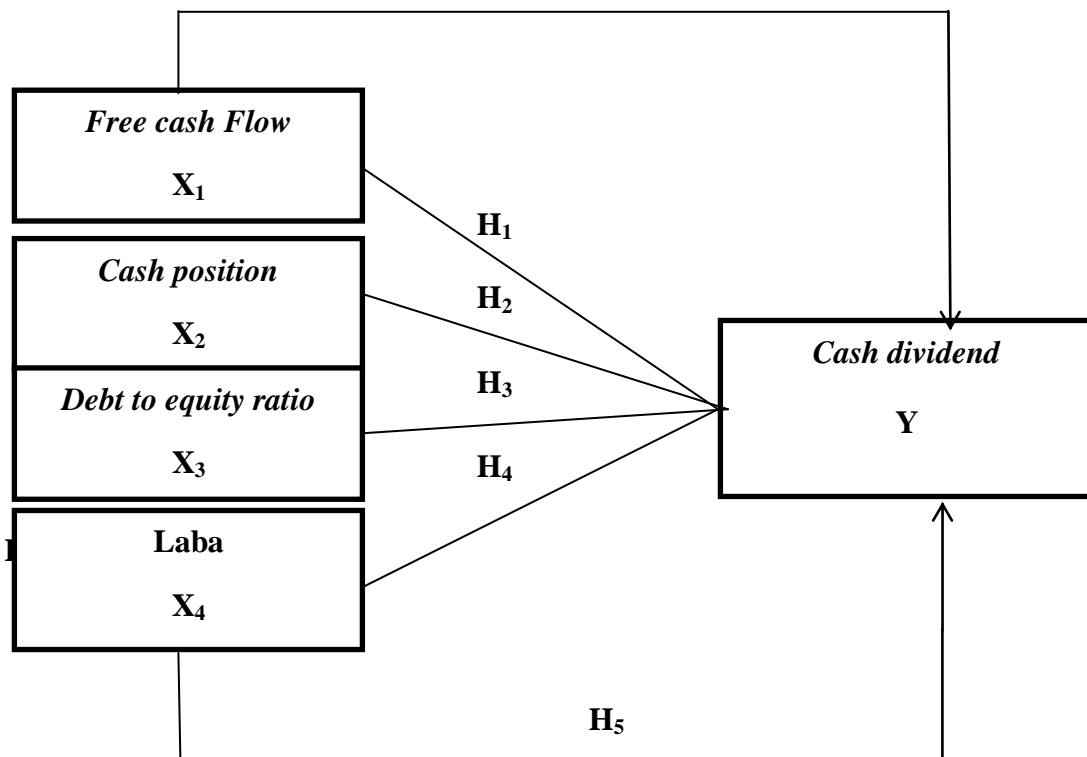 Free cash Flow
X₁
H₁
Cash position
H₂
X₂
Cash dividend
H₃
Debt to equity ratio
Y
X₃
H₄
Laba
X₄
H₅